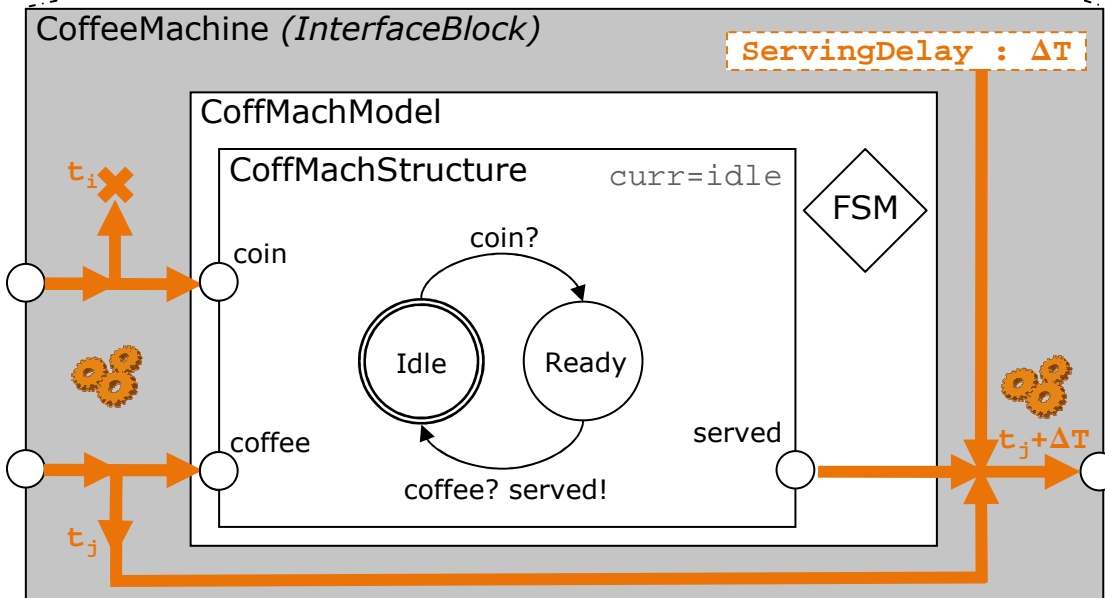 CoffeeMachine (InterfaceBlock)
ServingDelay : ΔT
CoffMachModel
CoffMachStructure
curr=idle
FSM
tᵢ
coin
coin?
Idle
Ready
coffee
served
coffee? served!
tⱼ+ΔT
tⱼ